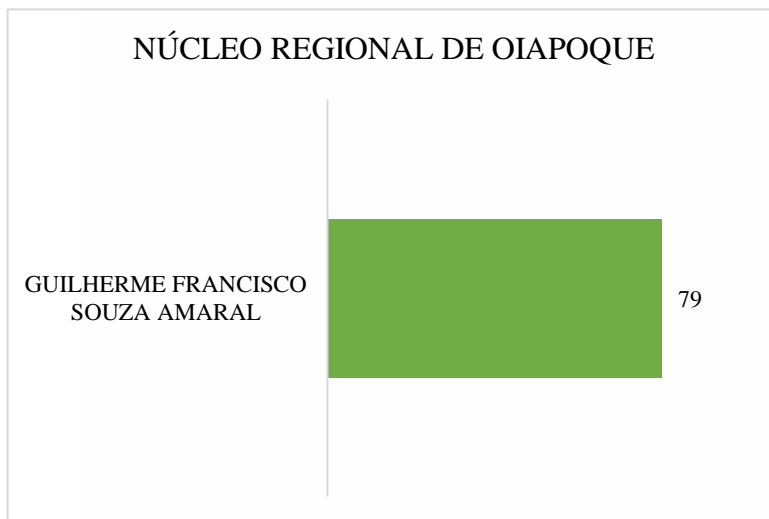 NÚCLEO REGIONAL DE OIAPOQUE
GUILHERME FRANCISCO
SOUZA AMARAL
79